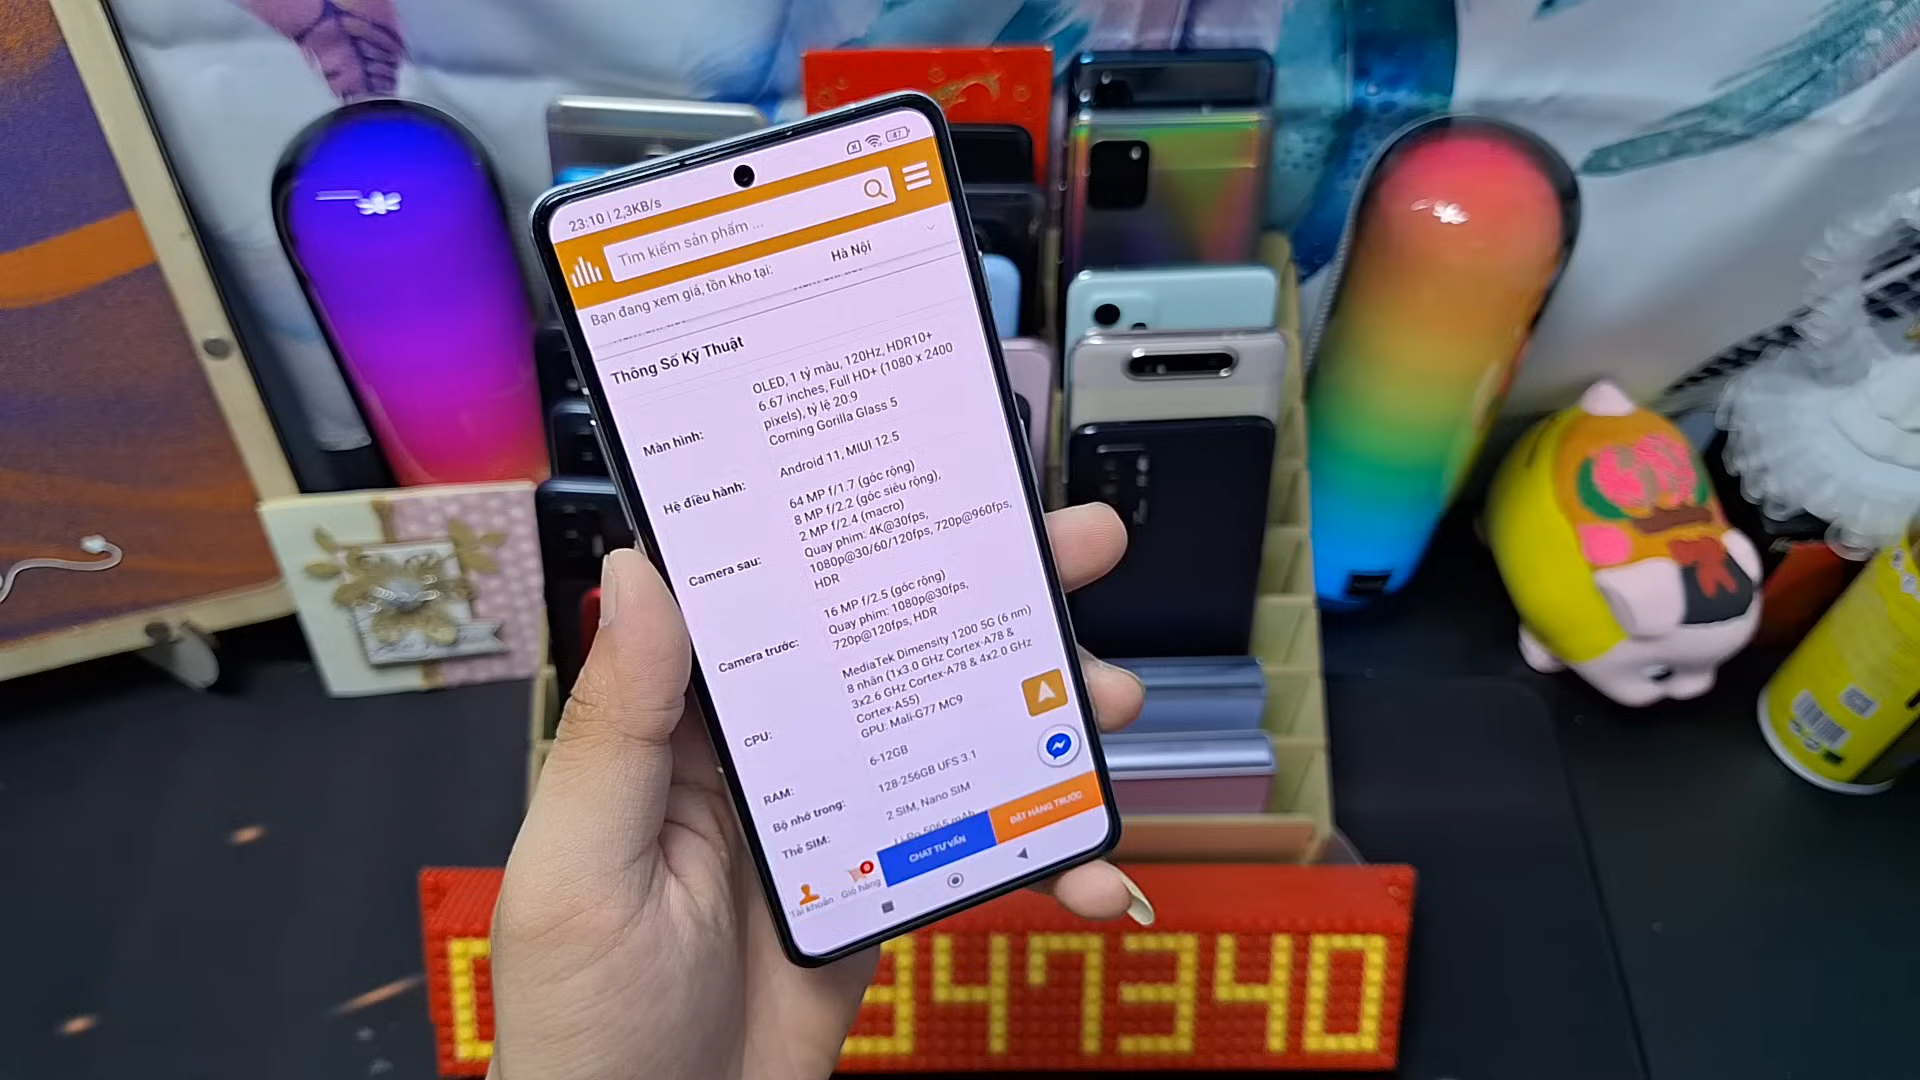 23:10 | 2,3KB/s
47
Tìm kiếm sản phẩm ...
Bạn đang xem giá, tồn kho tại:
Hà Nội
Thông Số Kỹ Thuật
Màn hình:
OLED, 1 tỷ màu, 120Hz, HDR10+
6.67 inches, Full HD+ (1080 x 2400
pixels), tỷ lệ 20:9
Corning Gorilla Glass 5
Hệ điều hành:
Android 11, MIUI 12.5
Camera sau:
64 MP f/1.7 (góc rộng)
8 MP f/2.2 (góc siêu rộng),
2 MP f/2.4 (macro)
Quay phim: 4K@30fps,
1080p@30/60/120fps, 720p@960fps,
HDR
Camera trước:
16 MP f/2.5 (góc rộng)
Quay phim: 1080p@30fps,
720p@120fps, HDR
CPU:
MediaTek Dimensity 1200 5G (6 nm)
8 nhân (1x3.0 GHz Cortex-A78 &
3x2.6 GHz Cortex-A78 & 4x2.0 GHz
Cortex-A55)
GPU: Mali-G77 MC9
RAM:
6-12GB
Bộ nhớ trong:
128-256GB UFS 3.1
Thẻ SIM:
2 SIM, Nano SIM
Li-Po 5065 mAh
Tài khoản
Giỏ hàng
0
CHAT TƯ VẤN
ĐẶT HÀNG TRƯỚC
347340